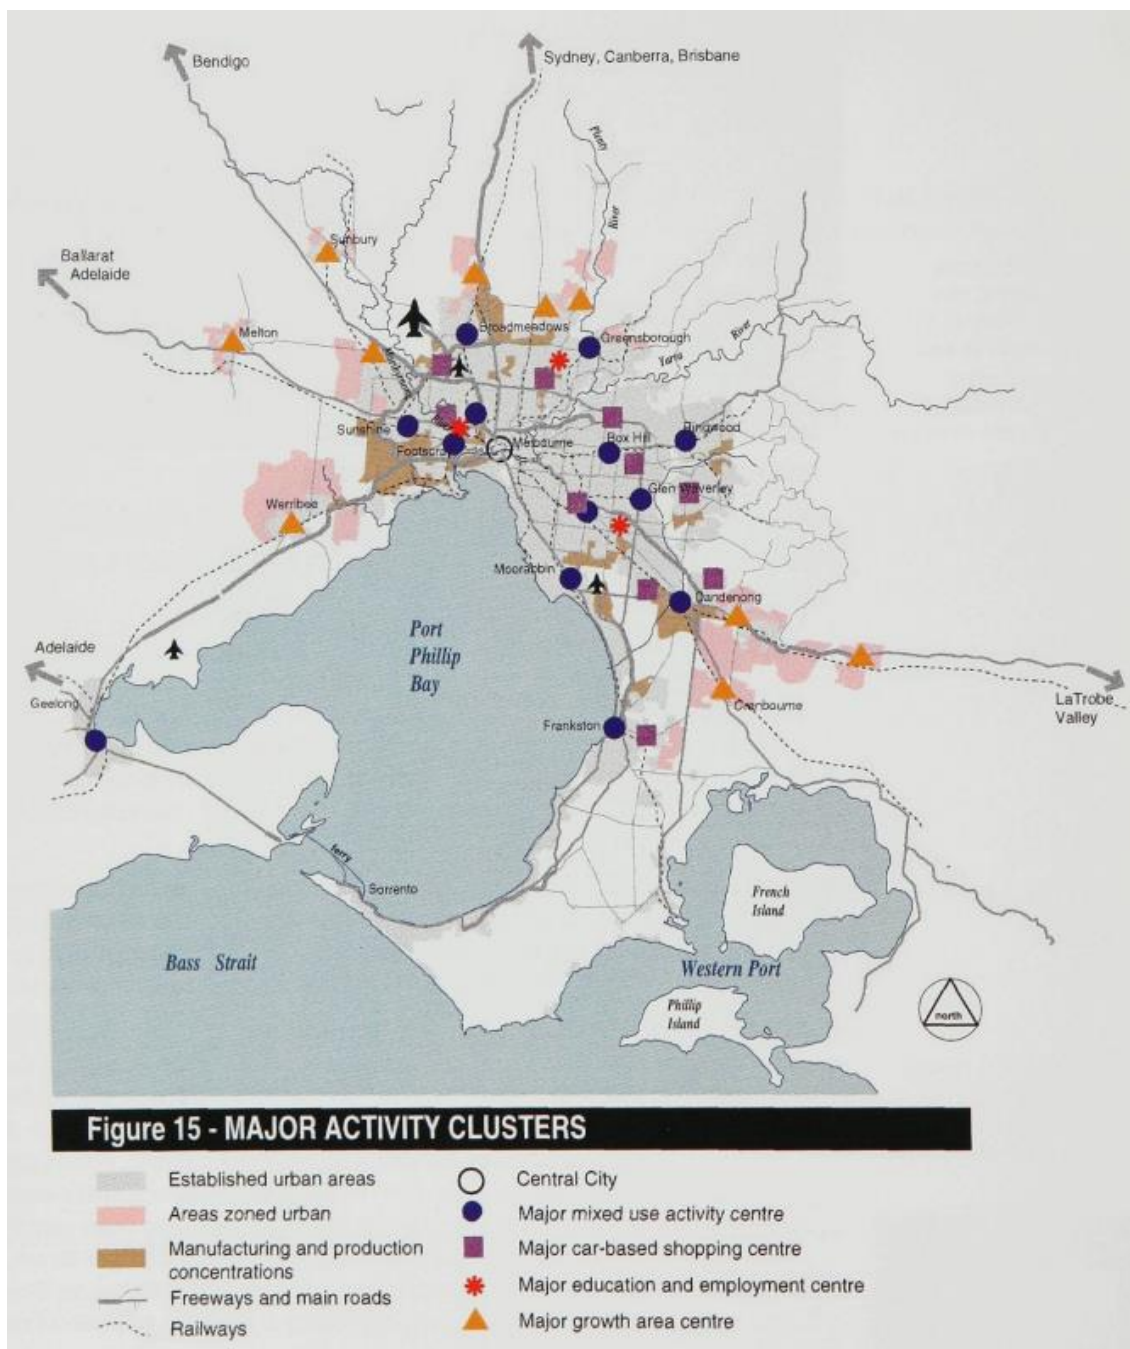 Bendigo
Sydney, Canberra, Brisbane
Plenty
River
Sunbury
Ballarat
Adelaide
Melton
Broadmeadows
Greensborough
Yarra
River
Maribyrnong
Sunshine
Footscray
Melbourne
Box Hill
Ringwood
Glen Waverley
Werribee
Moorabbin
Dandenong
Port
Phillip
Bay
Adelaide
Geelong
Cranbourne
LaTrobe
Valley
Frankston
ferry
Sorrento
French
Island
Bass Strait
Western Port
Phillip
Island
north
Figure 15 - MAJOR ACTIVITY CLUSTERS
Established urban areas
Areas zoned urban
Manufacturing and production
concentrations
Freeways and main roads
Railways
Central City
Major mixed use activity centre
Major car-based shopping centre
Major education and employment centre
Major growth area centre